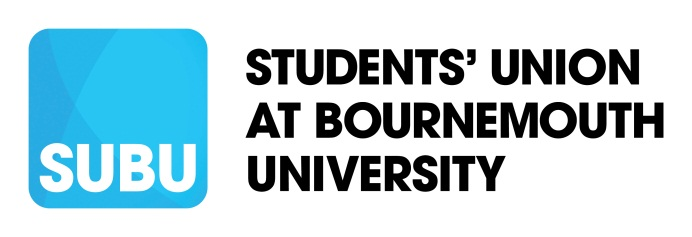 SUBU
STUDENTS’ UNION
AT BOURNEMOUTH
UNIVERSITY